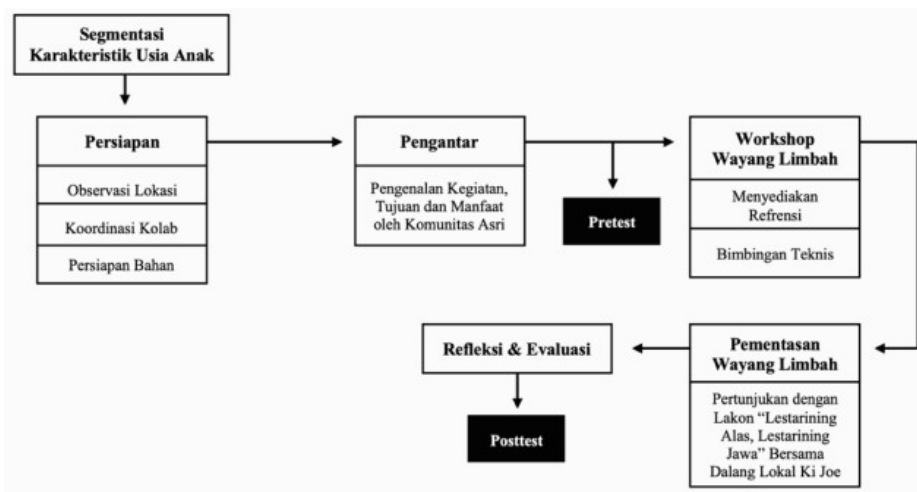 Segmentasi
Karakteristik Usia Anak
Persiapan
Observasi Lokasi
Koordinasi Kolab
Persiapan Bahan
Pengantar
Pengenalan Kegiatan,
Tujuan dan Manfaat
oleh Komunitas Asri
Pretest
Workshop
Wayang Limbah
Menyediakan
Refrensi
Bimbingan Teknis
Pementasan
Wayang Limbah
Pertunjukan dengan
Lakon “Lestarining
Alas, Lestarining
Jawa” Bersama
Dalang Lokal Ki Joe
Refleksi & Evaluasi
Posttest